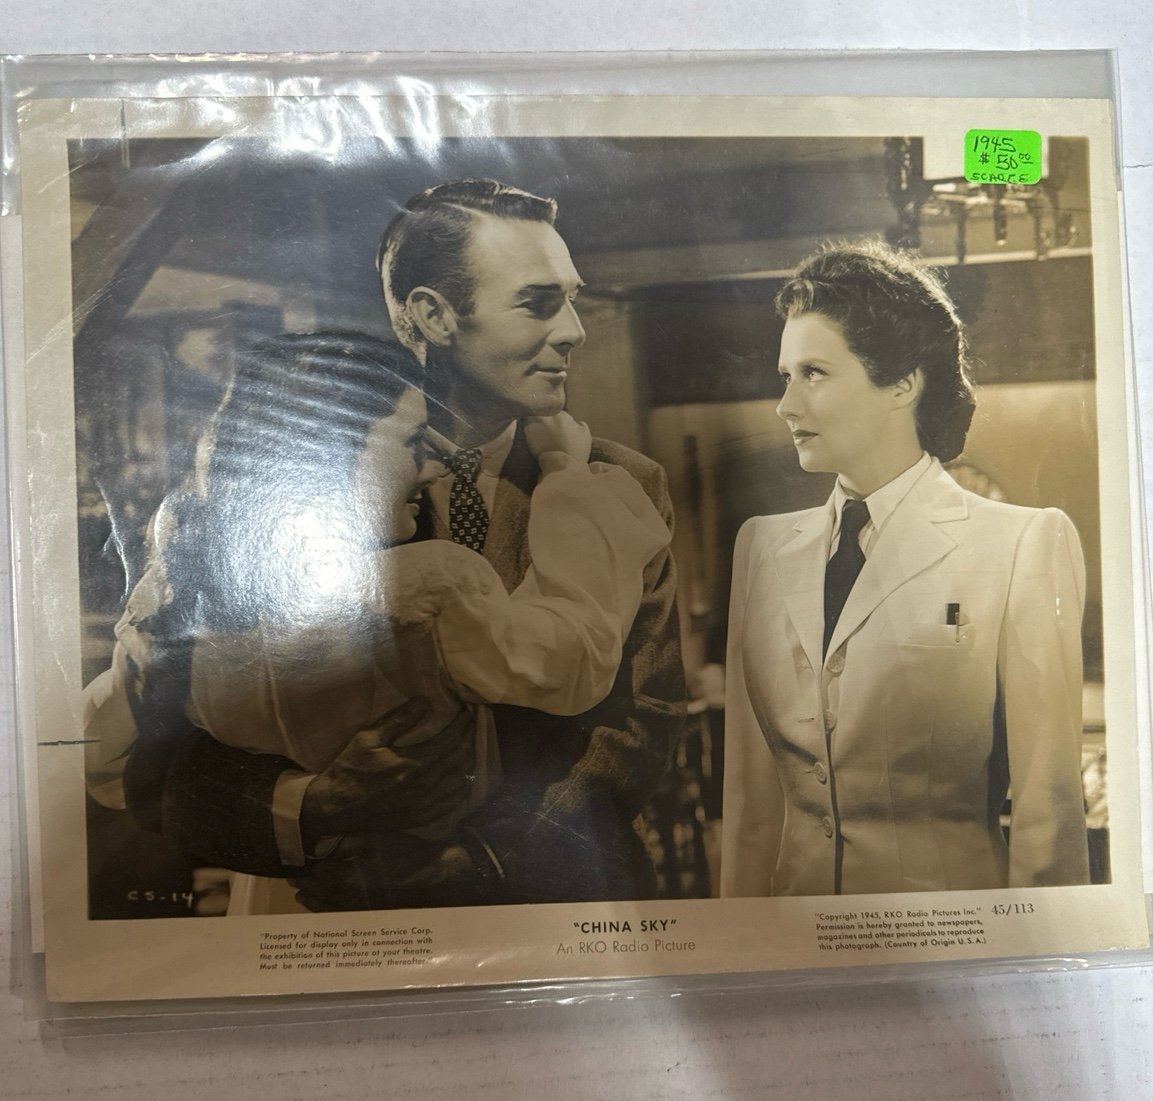 1945
$ 50 00
SCARCE
CS-14
"Property of National Screen Service Corp.
Licensed for display only in connection with
the exhibition of this picture at your theatre.
Must be returned immediately thereafter."
"CHINA SKY"
An RKO Radio Picture
"Copyright 1945, RKO Radio Pictures Inc." 45/113
Permission is hereby granted to newspapers,
magazines and other periodicals to reproduce
this photograph. (Country of Origin U.S.A.)